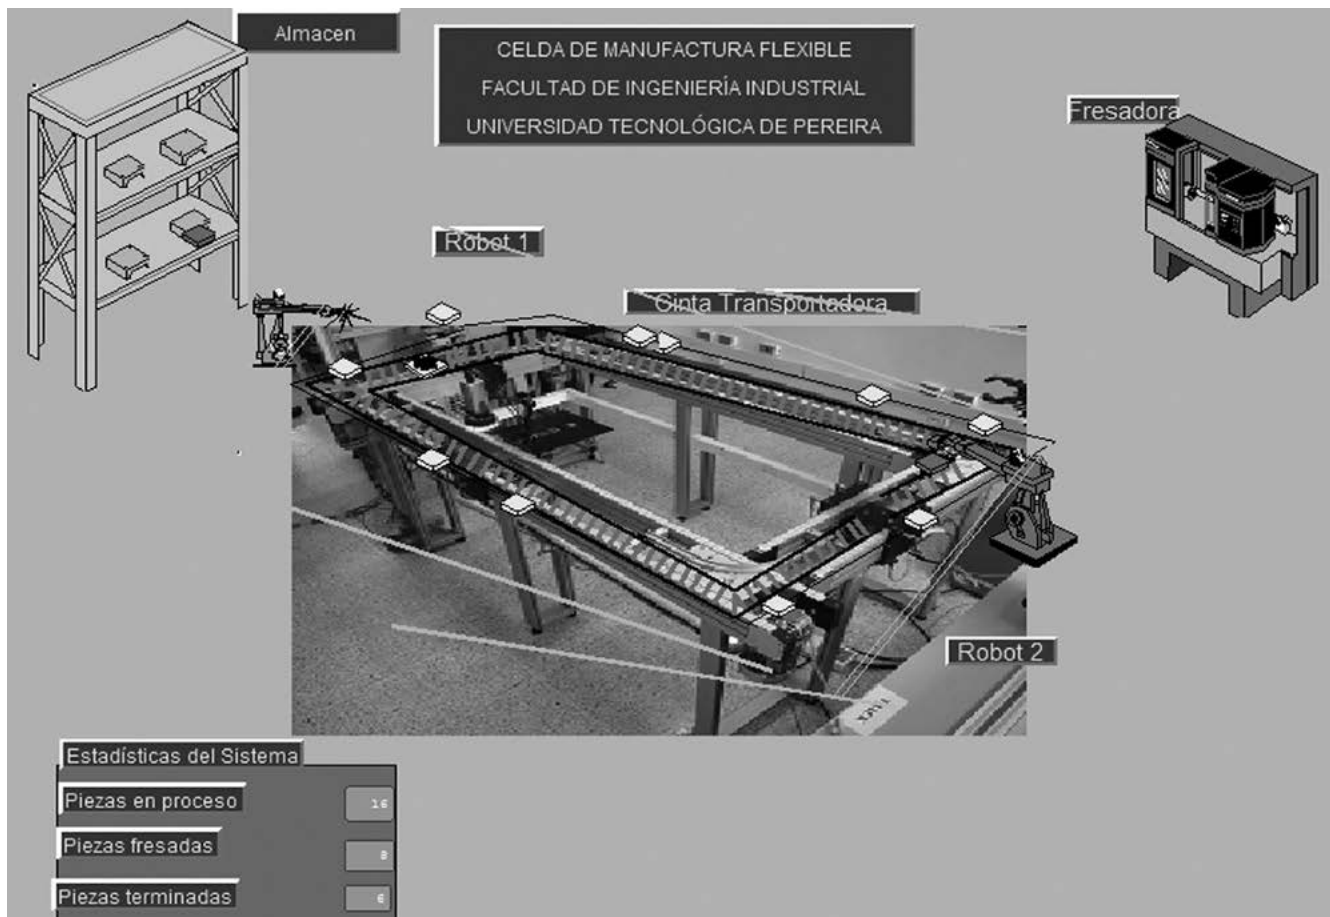 Almacen
CELDA DE MANUFACTURA FLEXIBLE
FACULTAD DE INGENIERÍA INDUSTRIAL
UNIVERSIDAD TECNOLÓGICA DE PEREIRA
Fresadora
Robot 1
Cinta Transportadora
Robot 2
Estadísticas del Sistema
Piezas en proceso 16
Piezas fresadas 8
Piezas terminadas 6